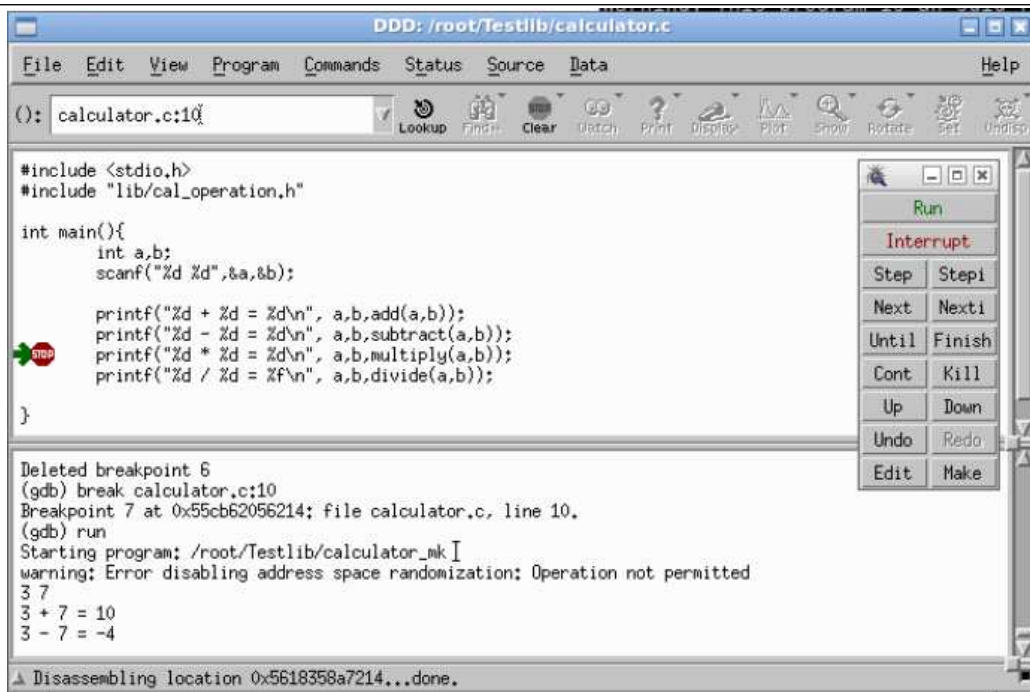 DDD: /root/Testlib/calculator.c
File Edit View Program Commands Status Source Data Help
(): calculator.c:10
Lookup Find» Clear Watch Print Display Plot Show Rotate Set Undisp
#include <stdio.h>
#include "lib/cal_operation.h"
int main(){
int a,b;
scanf("%d %d",&a,&b);
printf("%d + %d = %d\n", a,b,add(a,b));
printf("%d - %d = %d\n", a,b,subtract(a,b));
STOP printf("%d * %d = %d\n", a,b,multiply(a,b));
printf("%d / %d = %f\n", a,b,divide(a,b));
}
Run
Interrupt
Step Stepi
Next Nexti
Until Finish
Cont Kill
Up Down
Undo Redo
Edit Make
Deleted breakpoint 6
(gdb) break calculator.c:10
Breakpoint 7 at 0x55cb62056214: file calculator.c, line 10.
(gdb) run
Starting program: /root/Testlib/calculator_mk
warning: Error disabling address space randomization: Operation not permitted
3 7
3 + 7 = 10
3 - 7 = -4
Disassembling location 0x5618358a7214...done.